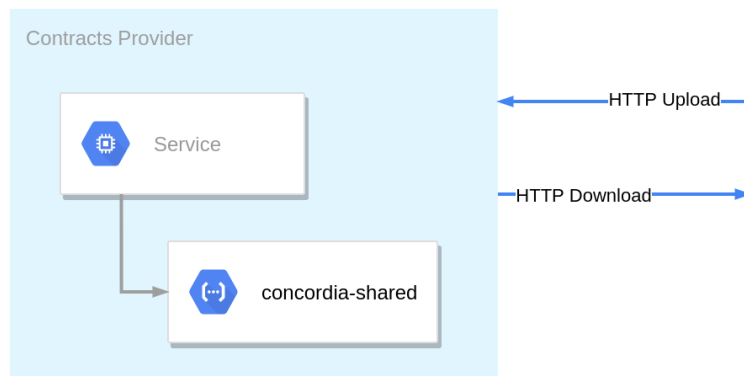 Contracts Provider
HTTP Upload
Service
HTTP Download
concordia-shared